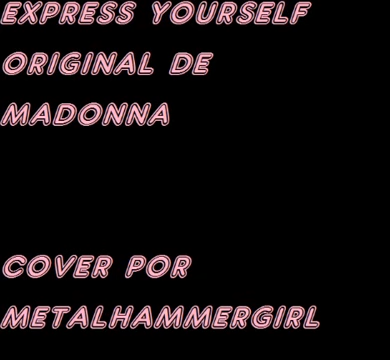 EXPRESS YOURSELF
ORIGINAL DE
MADONNA
COVER POR
METALHAMMERGIRL